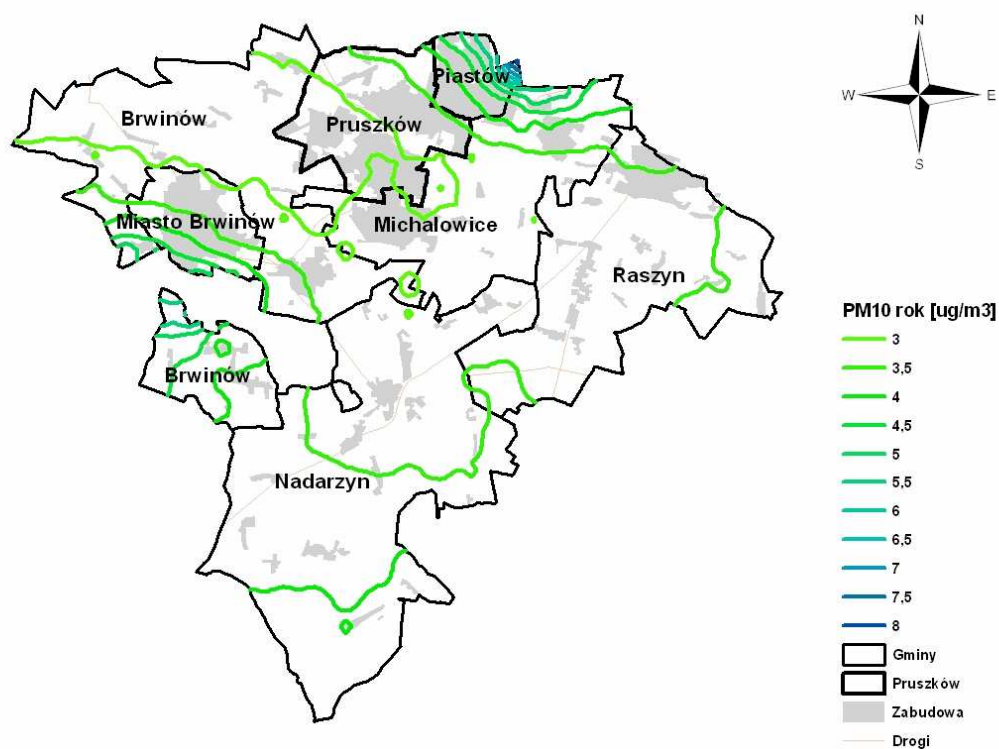 N
W
E
S
Piastów
Brwinów
Pruszków
Miasto Brwinów
Michalowice
Raszyn
Brwinów
Nadarzyn
PM10 rok [ug/m3]
3
3,5
4
4,5
5
5,5
6
6,5
7
7,5
8
Gminy
Pruszków
Zabudowa
Drogi